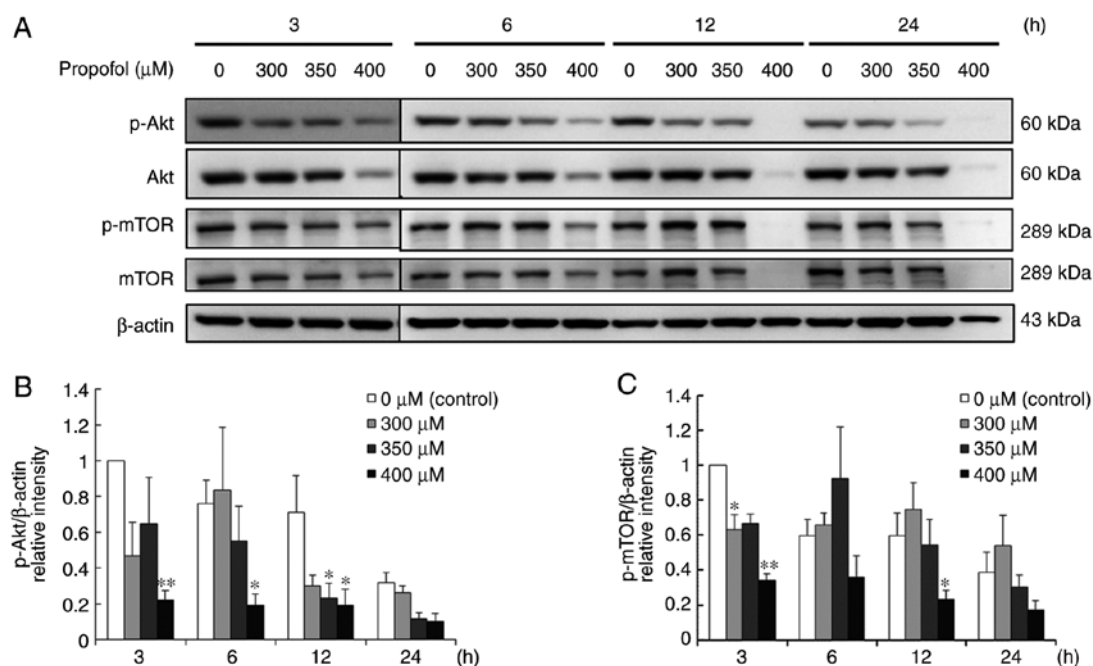 A
3 6 12 24 (h)
Propofol (μM) 0 300 350 400 0 300 350 400 0 300 350 400 0 300 350 400
p-Akt 60 kDa
Akt 60 kDa
p-mTOR 289 kDa
mTOR 289 kDa
β-actin 43 kDa
B
p-Akt/β-actin
relative intensity
1.4
1.2
1
0.8
0.6
0.4
0.2
0
0 μM (control)
300 μM
350 μM
400 μM
** * * *
3 6 12 24 (h)
C
p-mTOR/β-actin
relative intensity
1.4
1.2
1
0.8
0.6
0.4
0.2
0
0 μM (control)
300 μM
350 μM
400 μM
* ** *
3 6 12 24 (h)